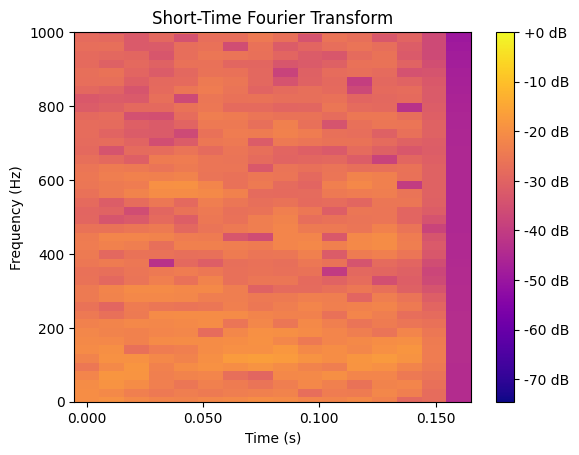 Short-Time Fourier Transform
1000
800
600
400
200
0
Frequency (Hz)
0.000
0.050
0.100
0.150
Time (s)
+0 dB
-10 dB
-20 dB
-30 dB
-40 dB
-50 dB
-60 dB
-70 dB